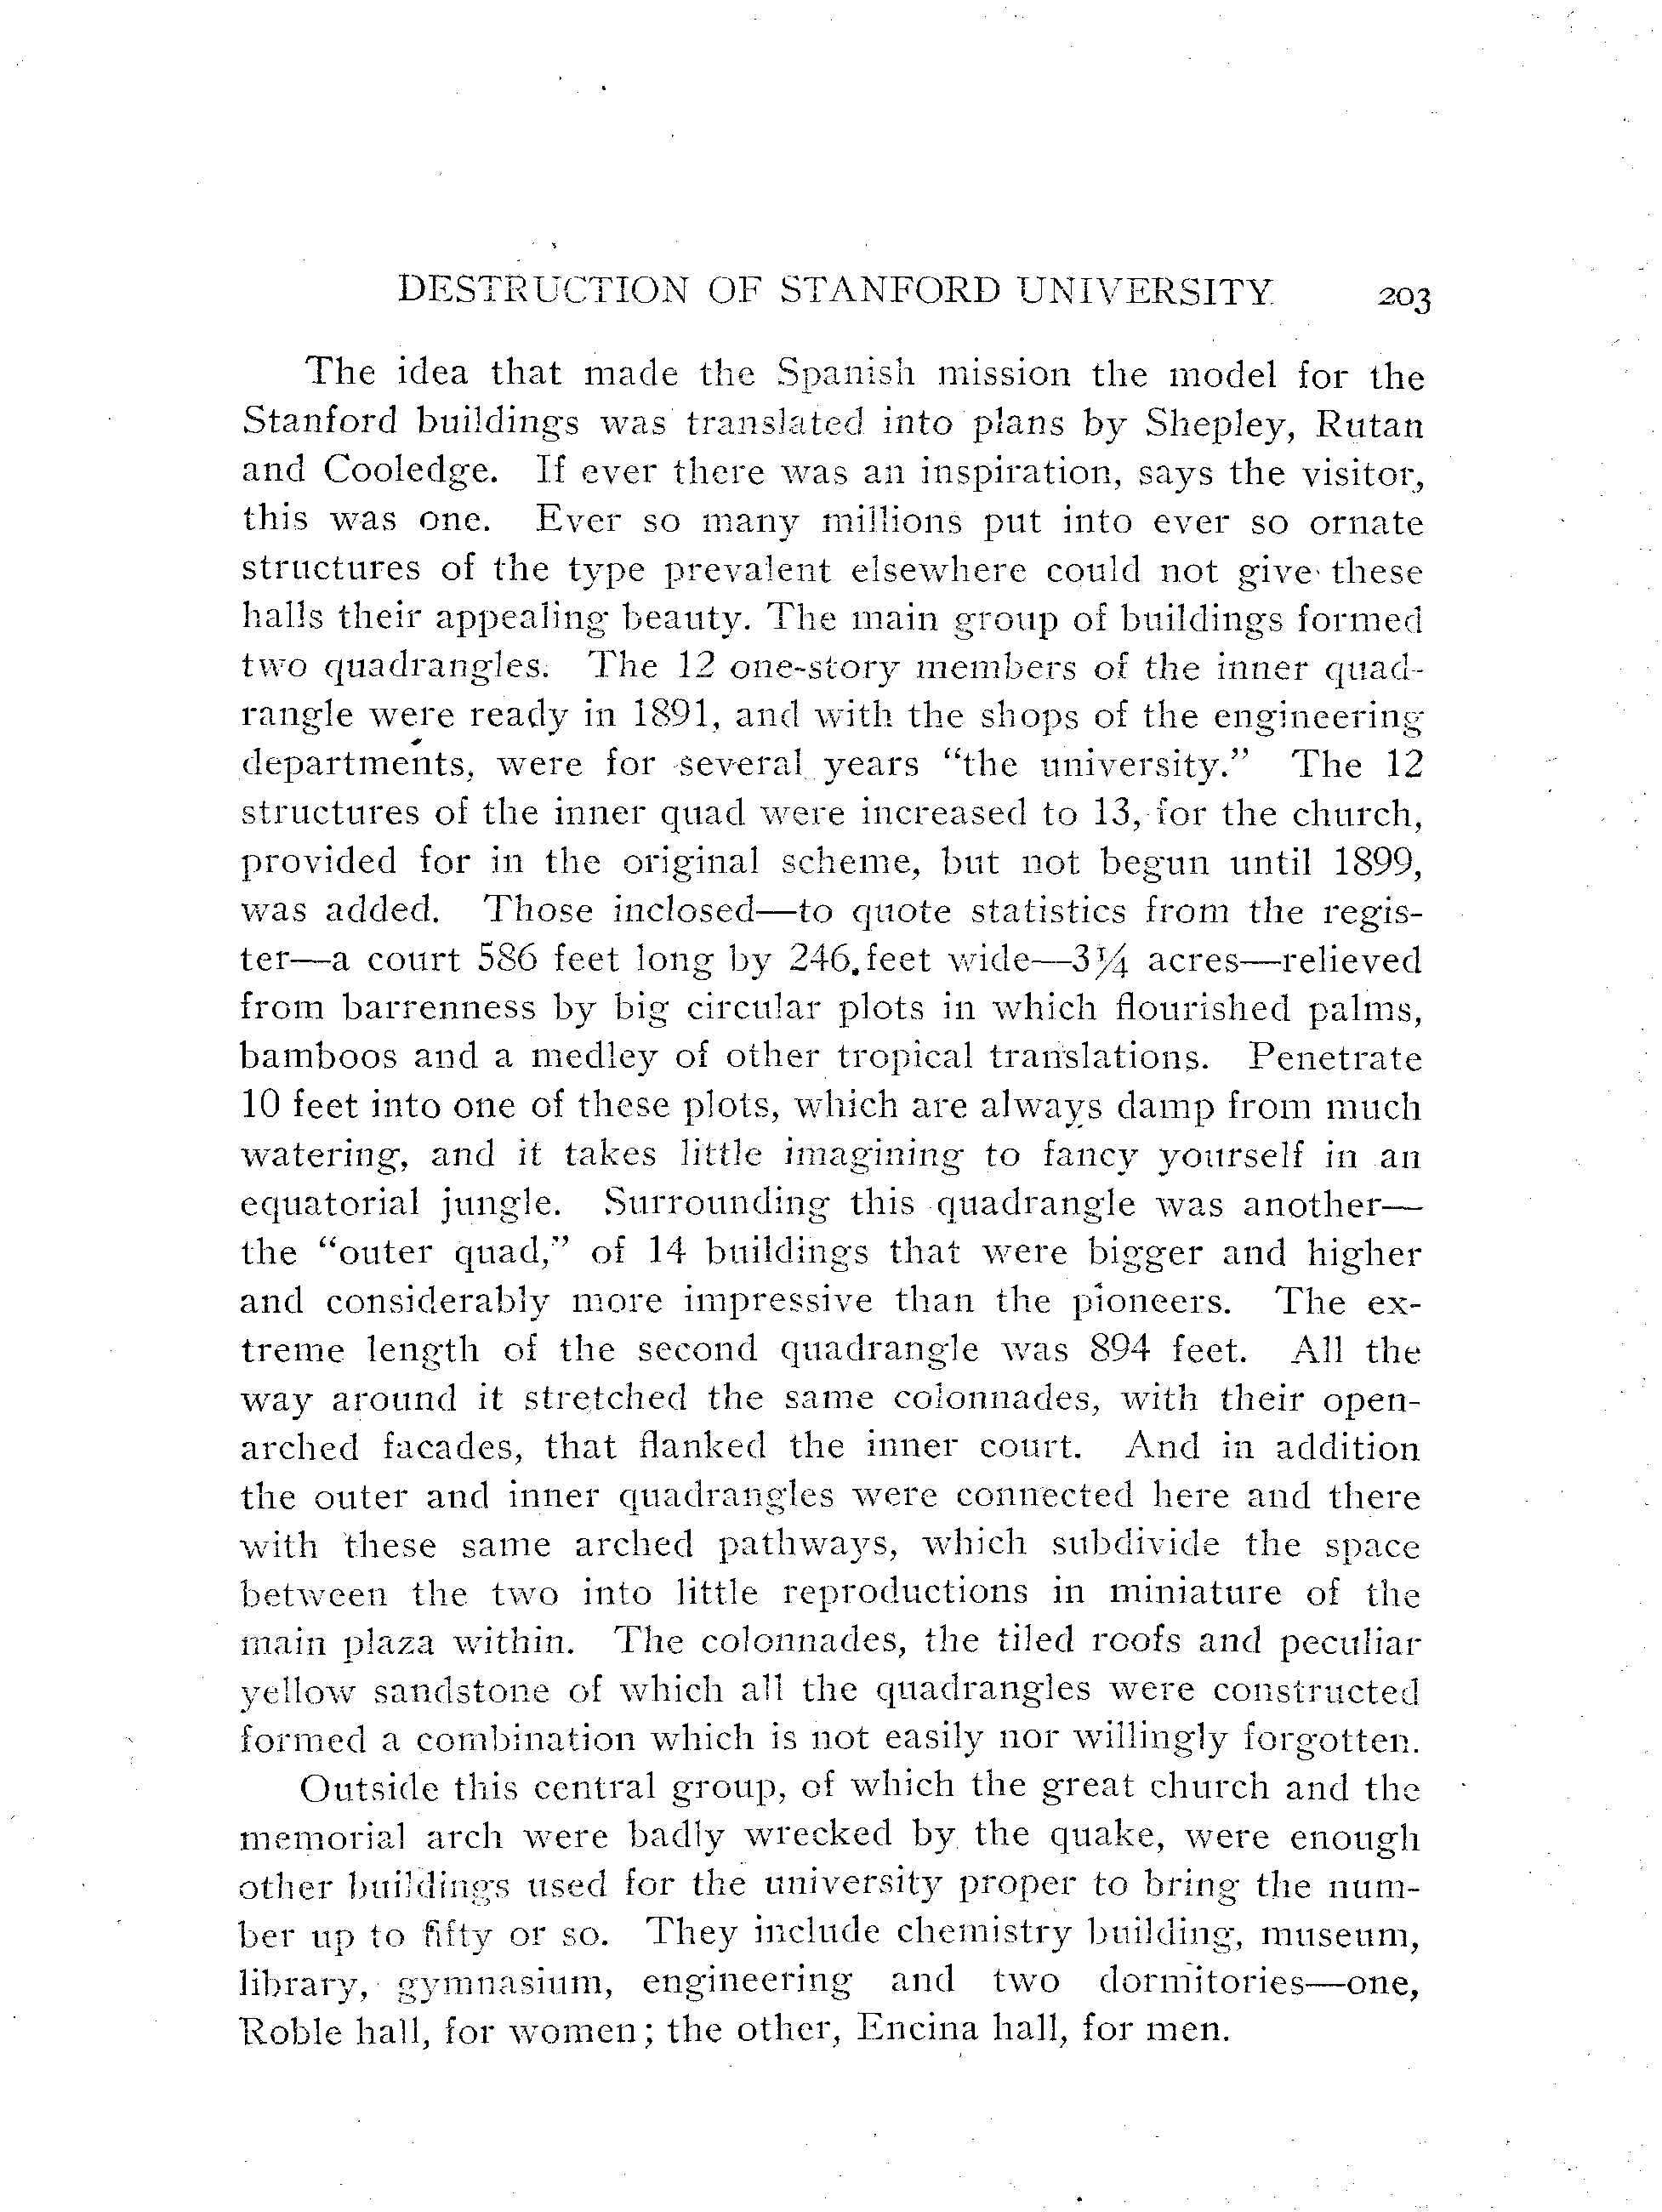 DESTRUCTION OF STANFORD UNIVERSITY 203
The idea that made the Spanish mission the model for the
Stanford buildings was translated into plans by Shepley, Rutan
and Cooledge. If ever there was an inspiration, says the visitor,
this was one. Ever so many millions put into ever so ornate
structures of the type prevalent elsewhere could not give these
halls their appealing beauty. The main group of buildings formed
two quadrangles. The 12 one-story members of the inner quad-
rangle were ready in 1891, and with the shops of the engineering
departments, were for several years “the university.” The 12
structures of the inner quad were increased to 13, for the church,
provided for in the original scheme, but not begun until 1899,
was added. Those inclosed—to quote statistics from the regis-
ter—a court 586 feet long by 246 feet wide—3¼ acres—relieved
from barrenness by big circular plots in which flourished palms,
bamboos and a medley of other tropical translations. Penetrate
10 feet into one of these plots, which are always damp from much
watering, and it takes little imagining to fancy yourself in an
equatorial jungle. Surrounding this quadrangle was another—
the “outer quad,” of 14 buildings that were bigger and higher
and considerably more impressive than the pioneers. The ex-
treme length of the second quadrangle was 894 feet. All the
way around it stretched the same colonnades, with their open-
arched facades, that flanked the inner court. And in addition
the outer and inner quadrangles were connected here and there
with these same arched pathways, which subdivide the space
between the two into little reproductions in miniature of the
main plaza within. The colonnades, the tiled roofs and peculiar
yellow sandstone of which all the quadrangles were constructed
formed a combination which is not easily nor willingly forgotten.
Outside this central group, of which the great church and the
memorial arch were badly wrecked by the quake, were enough
other buildings used for the university proper to bring the num-
ber up to fifty or so. They include chemistry building, museum,
library, gymnasium, engineering and two dormitories—one,
Roble hall, for women; the other, Encina hall, for men.